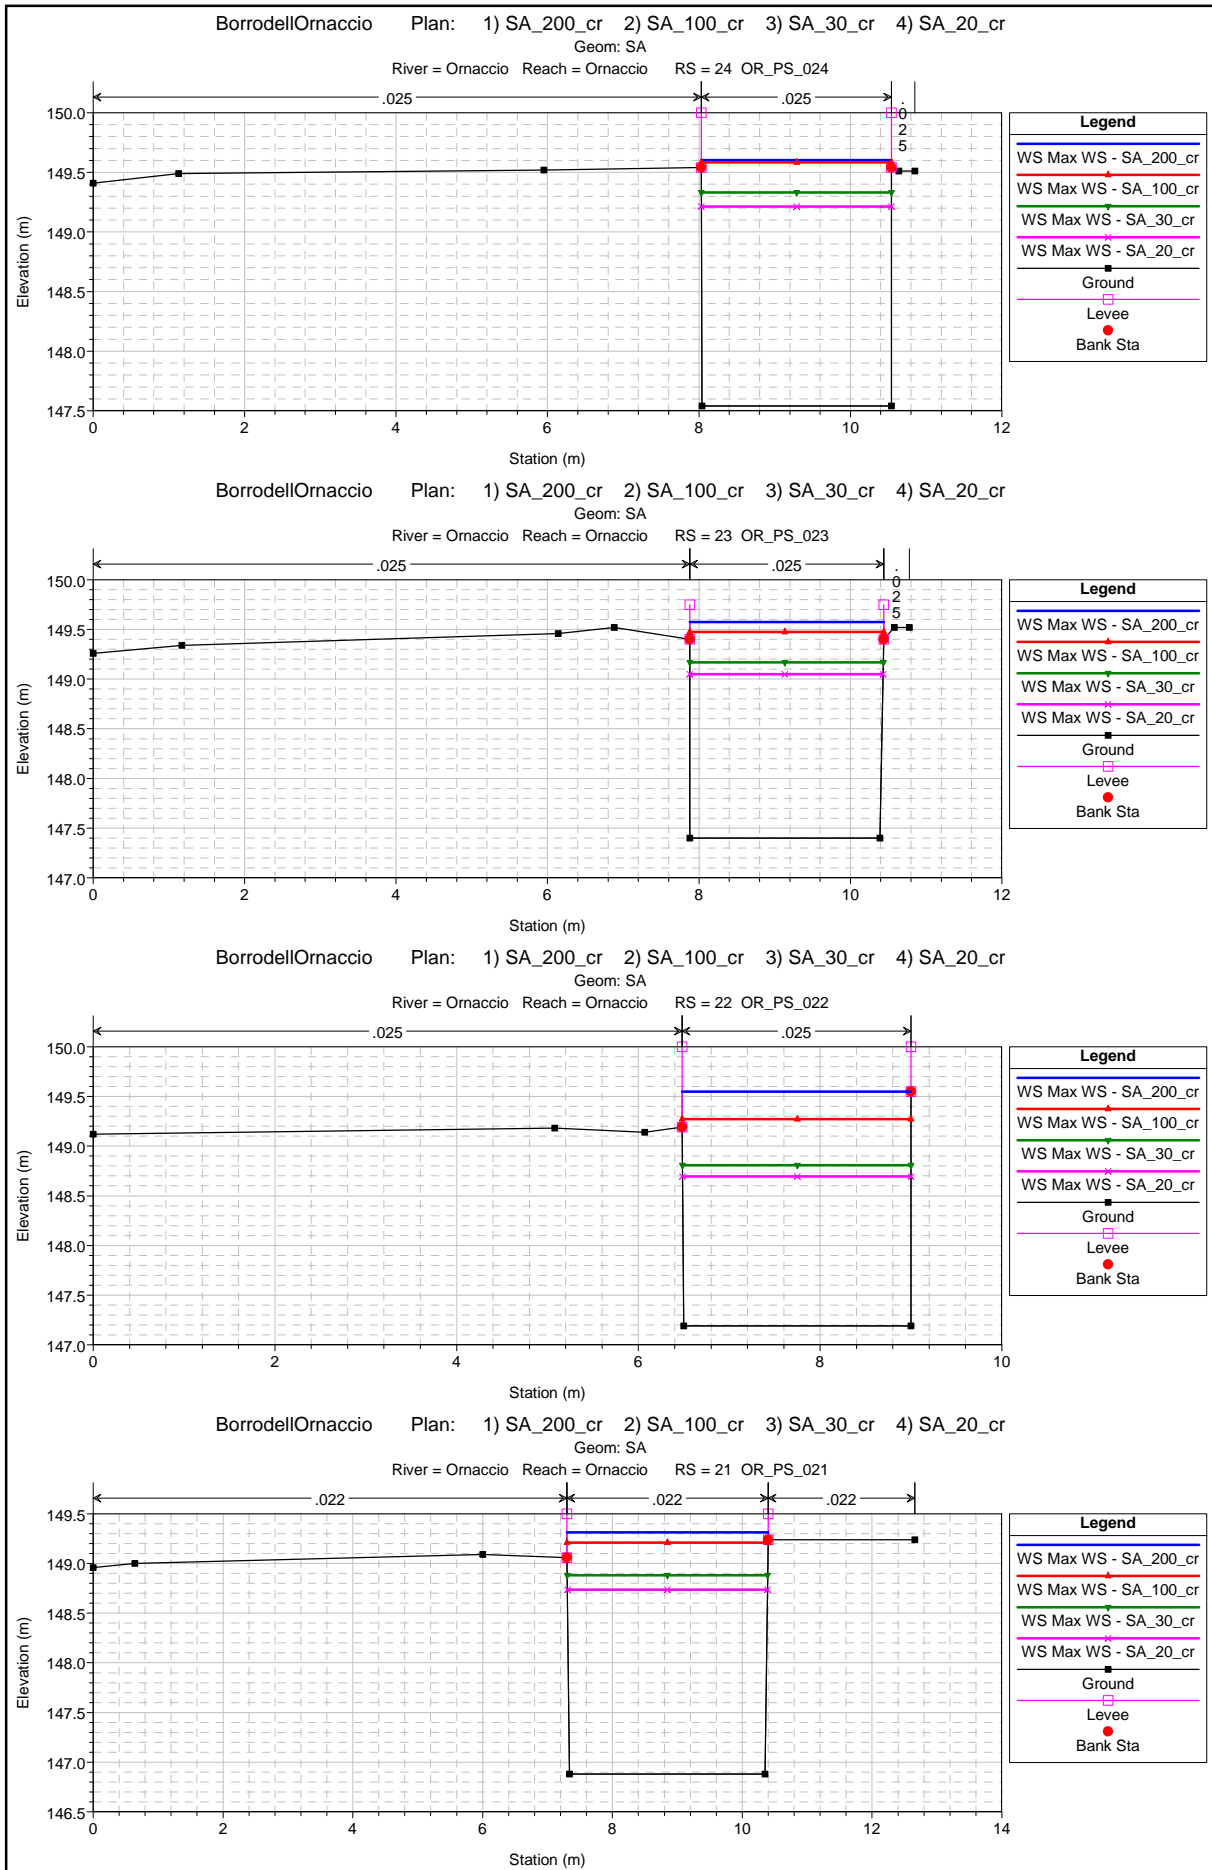 BorrodellOrnaccio Plan: 1) SA_200_cr 2) SA_100_cr 3) SA_30_cr 4) SA_20_cr
Geom: SA
River = Ornaccio Reach = Ornaccio RS = 24 OR_PS_024
.025 .025 .025
150.0
149.5
149.0
148.5
148.0
147.5
Elevation (m)
0 2 4 6 8 10 12
Station (m)
Legend
WS Max WS - SA_200_cr
WS Max WS - SA_100_cr
WS Max WS - SA_30_cr
WS Max WS - SA_20_cr
Ground
Levee
Bank Sta
BorrodellOrnaccio Plan: 1) SA_200_cr 2) SA_100_cr 3) SA_30_cr 4) SA_20_cr
Geom: SA
River = Ornaccio Reach = Ornaccio RS = 23 OR_PS_023
.025 .025 .025
150.0
149.5
149.0
148.5
148.0
147.5
147.0
Elevation (m)
0 2 4 6 8 10 12
Station (m)
Legend
WS Max WS - SA_200_cr
WS Max WS - SA_100_cr
WS Max WS - SA_30_cr
WS Max WS - SA_20_cr
Ground
Levee
Bank Sta
BorrodellOrnaccio Plan: 1) SA_200_cr 2) SA_100_cr 3) SA_30_cr 4) SA_20_cr
Geom: SA
River = Ornaccio Reach = Ornaccio RS = 22 OR_PS_022
.025 .025
150.0
149.5
149.0
148.5
148.0
147.5
147.0
Elevation (m)
0 2 4 6 8 10
Station (m)
Legend
WS Max WS - SA_200_cr
WS Max WS - SA_100_cr
WS Max WS - SA_30_cr
WS Max WS - SA_20_cr
Ground
Levee
Bank Sta
BorrodellOrnaccio Plan: 1) SA_200_cr 2) SA_100_cr 3) SA_30_cr 4) SA_20_cr
Geom: SA
River = Ornaccio Reach = Ornaccio RS = 21 OR_PS_021
.022 .022 .022
149.5
149.0
148.5
148.0
147.5
147.0
146.5
Elevation (m)
0 2 4 6 8 10 12 14
Station (m)
Legend
WS Max WS - SA_200_cr
WS Max WS - SA_100_cr
WS Max WS - SA_30_cr
WS Max WS - SA_20_cr
Ground
Levee
Bank Sta